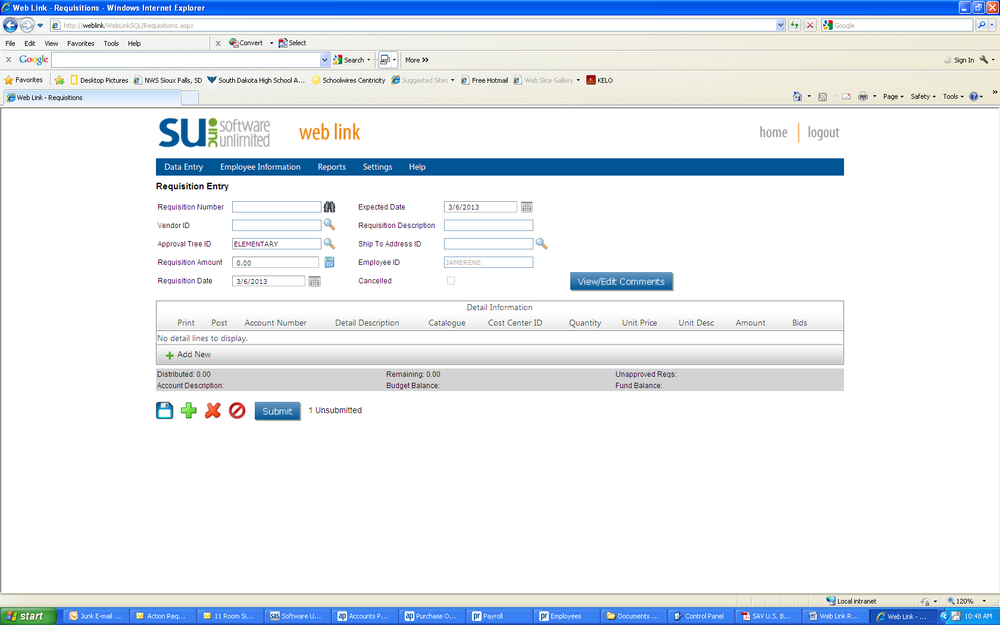 Web Link - Requisitions - Windows Internet Explorer
http://weblink/WebLinkSQL/Requisitions.aspx
Google
File Edit View Favorites Tools Help
x Convert Select
x Google Search More »
Sign In
Favorites Desktop Pictures NWS Sioux Falls, SD South Dakota High School A... Schoolwires Centricity Suggested Sites Free Hotmail Web Slice Gallery KELO
Web Link - Requisitions
Page Safety Tools »
SUI inc software unlimited
web link
home | logout
Data Entry Employee Information Reports Settings Help
Requisition Entry
Requisition Number Expected Date 3/6/2013
Vendor ID Requisition Description
Approval Tree ID ELEMENTARY Ship To Address ID
Requisition Amount 0.00 Employee ID JAMERENE
Requisition Date 3/6/2013 Cancelled View/Edit Comments
Detail Information
Print Post Account Number Detail Description Catalogue Cost Center ID Quantity Unit Price Unit Desc Amount Bids
No detail lines to display.
Add New
Distributed: 0.00 Remaining: 0.00 Unapproved Reqs:
Account Description: Budget Balance: Fund Balance:
Submit 1 Unsubmitted
Local intranet 120%
start Junk E-mail ... Action Req... 11 Room Si... sas Software U... ap Accounts P... ap Purchase O... pr Payroll pr Employees Documents ... Control Panel SAV U.S. B... Web Link R... Web Link - ... 10:48 AM